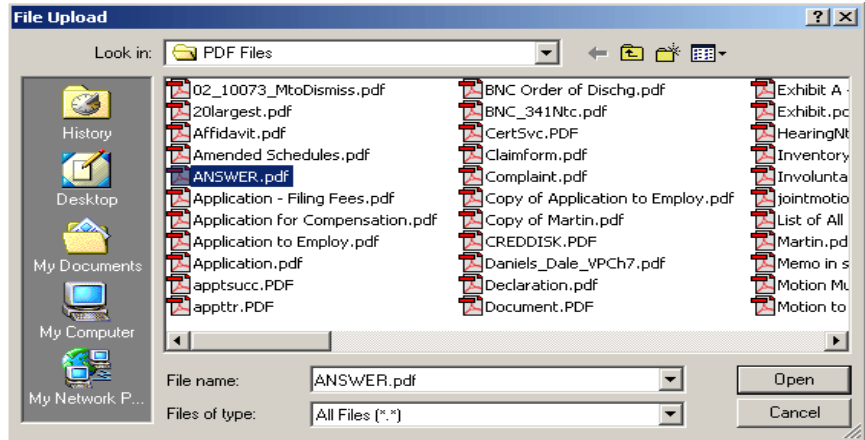 File Upload
Look in: PDF Files
History
Desktop
My Documents
My Computer
My Network P...
02_10073_MtoDismiss.pdf
20largest.pdf
Affidavit.pdf
Amended Schedules.pdf
ANSWER.pdf
Application - Filing Fees.pdf
Application for Compensation.pdf
Application to Employ.pdf
Application.pdf
apptsucc.PDF
appttr.PDF
BNC Order of Dischg.pdf
BNC_341Ntc.pdf
CertSvc.PDF
Claimform.pdf
Complaint.pdf
Copy of Application to Employ.pdf
Copy of Martin.pdf
CREDDISK.PDF
Daniels_Dale_VPCh7.pdf
Declaration.pdf
Document.PDF
Exhibit A -
Exhibit.pd
HearingNt
Inventory
Involunta
jointmotio
List of All
Martin.pd
Memo in s
Motion Mu
Motion to
File name: ANSWER.pdf Open
Files of type: All Files (*.*) Cancel